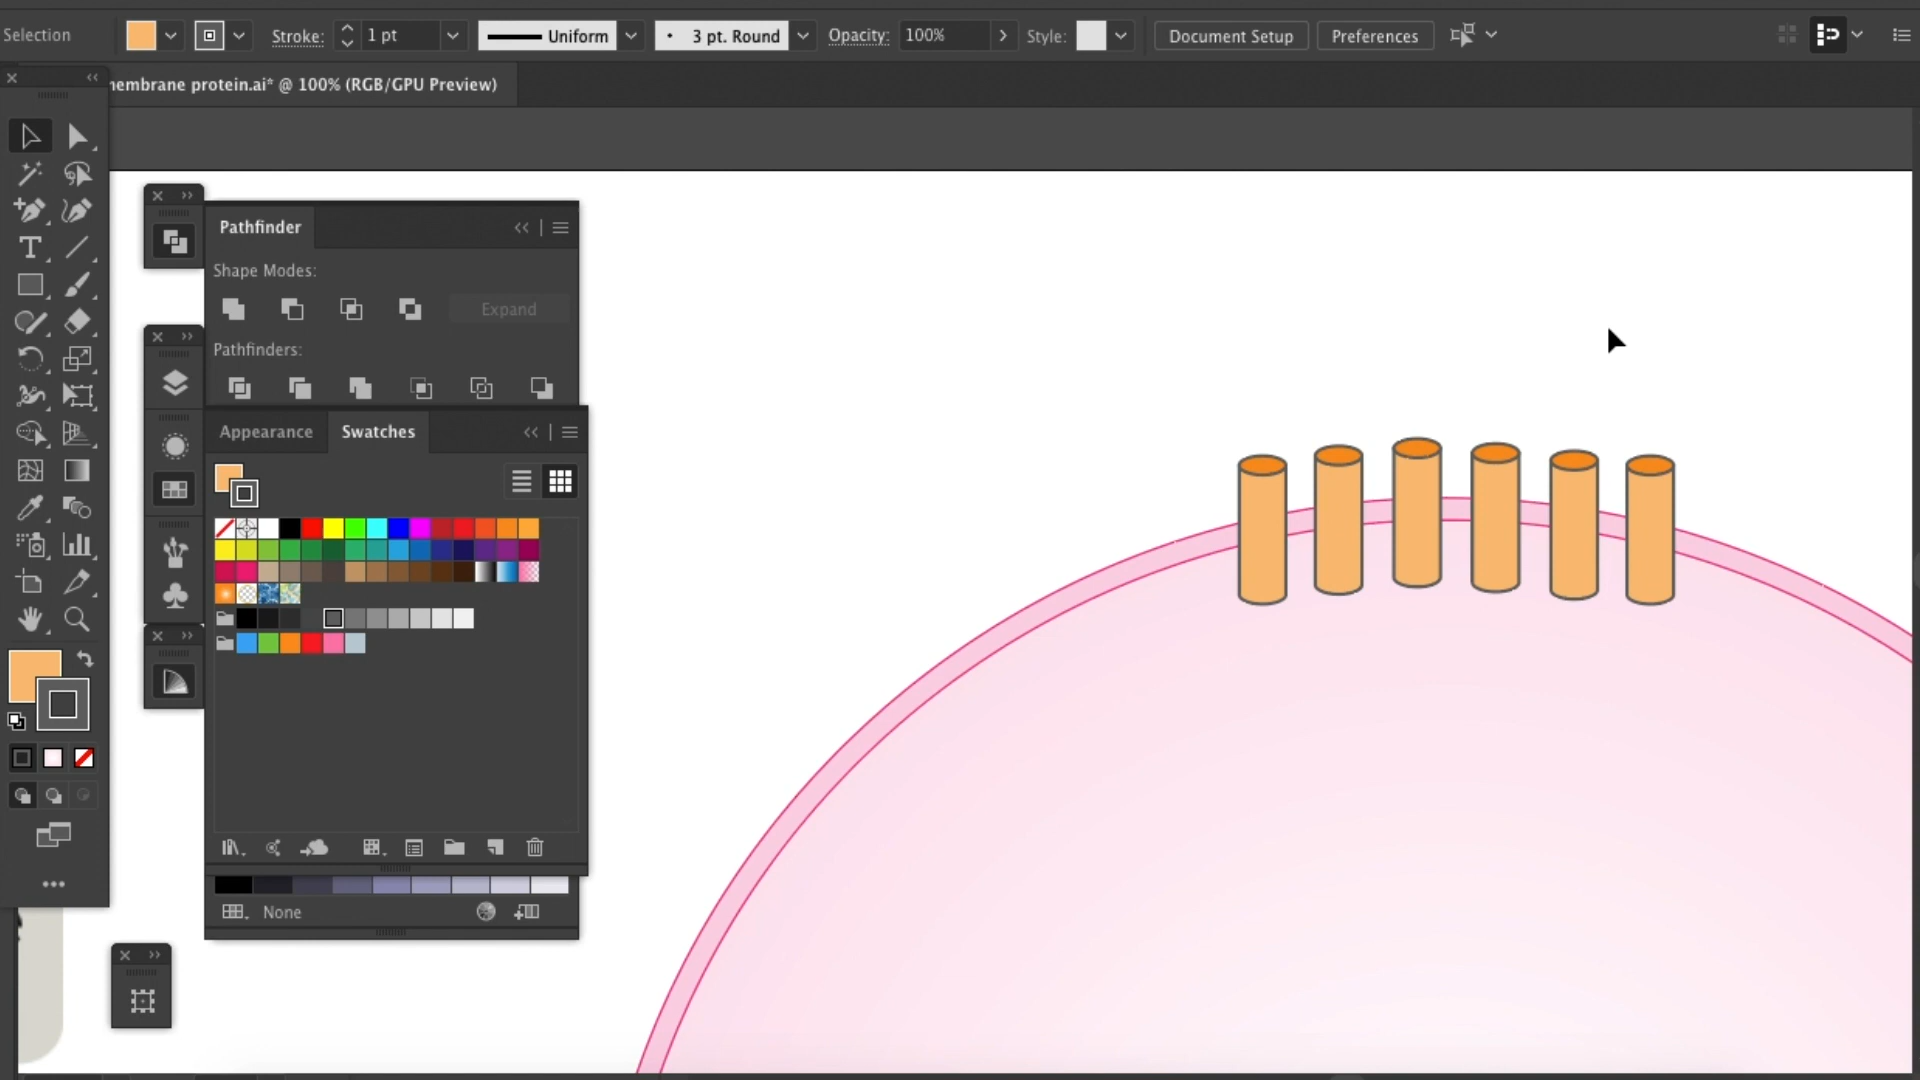 Selection
Stroke:
1 pt
Uniform
3 pt. Round
Opacity:
100%
Style:
Document Setup
Preferences
protein.ai* @ 100% (RGB/GPU Preview)
Pathfinder
Shape Modes:
Expand
Pathfinders:
Appearance
Swatches
None